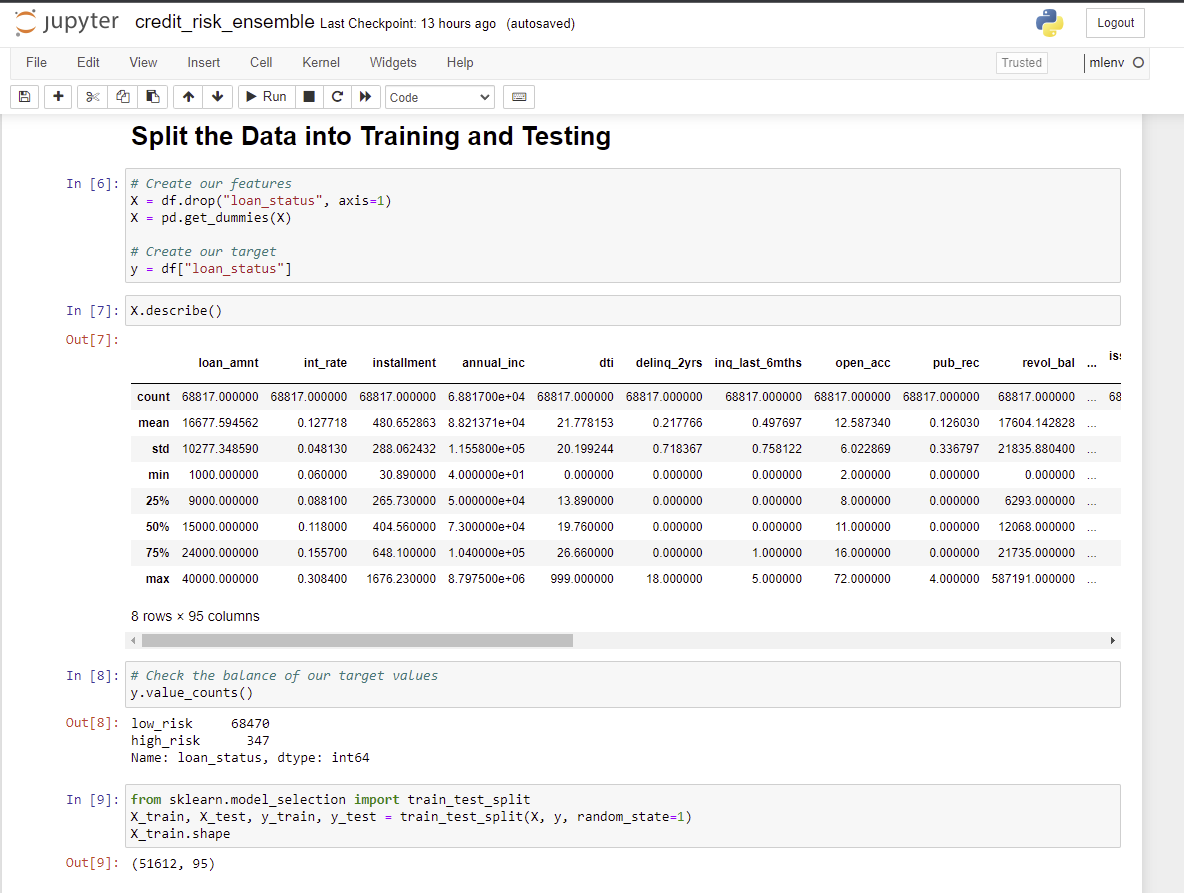 jupyter credit_risk_ensemble Last Checkpoint: 13 hours ago (autosaved) Logout
File Edit View Insert Cell Kernel Widgets Help Trusted mlenv
Run Code
Split the Data into Training and Testing
In [6]: # Create our features
X = df.drop("loan_status", axis=1)
X = pd.get_dummies(X)
# Create our target
y = df["loan_status"]
In [7]: X.describe()
Out[7]:
loan_amnt int_rate installment annual_inc dti delinq_2yrs inq_last_6mths open_acc pub_rec revol_bal ... iss
count 68817.000000 68817.000000 68817.000000 6.881700e+04 68817.000000 68817.000000 68817.000000 68817.000000 68817.000000 68817.000000 ... 68
mean 16677.594562 0.127718 480.652863 8.821371e+04 21.778153 0.217766 0.497697 12.587340 0.126030 17604.142828 ...
std 10277.348590 0.048130 288.062432 1.155800e+05 20.199244 0.718367 0.758122 6.022869 0.336797 21835.880400 ...
min 1000.000000 0.060000 30.890000 4.000000e+01 0.000000 0.000000 0.000000 2.000000 0.000000 0.000000 ...
25% 9000.000000 0.088100 265.730000 5.000000e+04 13.890000 0.000000 0.000000 8.000000 0.000000 6293.000000 ...
50% 15000.000000 0.118000 404.560000 7.300000e+04 19.760000 0.000000 0.000000 11.000000 0.000000 12068.000000 ...
75% 24000.000000 0.155700 648.100000 1.040000e+05 26.660000 0.000000 1.000000 16.000000 0.000000 21735.000000 ...
max 40000.000000 0.308400 1676.230000 8.797500e+06 999.000000 18.000000 5.000000 72.000000 4.000000 587191.000000 ...
8 rows × 95 columns
In [8]: # Check the balance of our target values
y.value_counts()
Out[8]: low_risk 68470
high_risk 347
Name: loan_status, dtype: int64
In [9]: from sklearn.model_selection import train_test_split
X_train, X_test, y_train, y_test = train_test_split(X, y, random_state=1)
X_train.shape
Out[9]: (51612, 95)